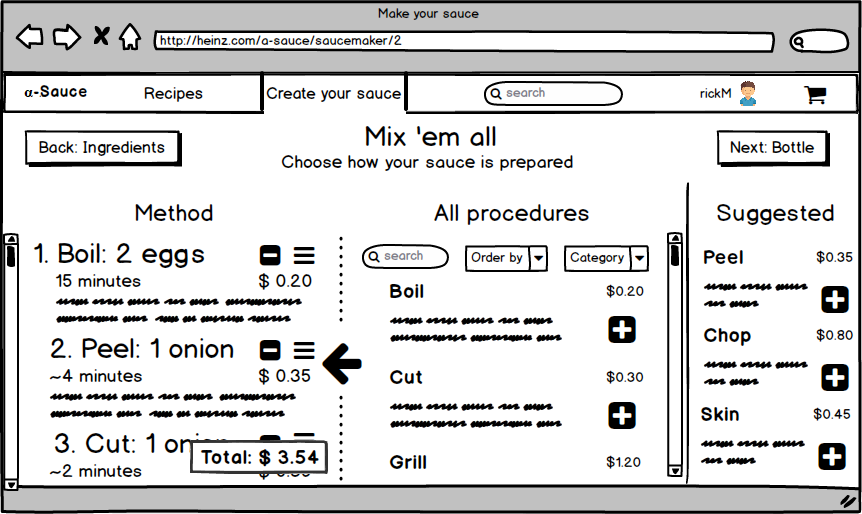 Make your sauce
http://heinz.com/a-sauce/saucemaker/2
α-Sauce
Recipes
Create your sauce
search
rickM
Back: Ingredients
Mix 'em all
Choose how your sauce is prepared
Next: Bottle
Method
1. Boil: 2 eggs
15 minutes
$ 0.20
2. Peel: 1 onion
~4 minutes
$ 0.35
3. Cut: 1 onion
~2 minutes
Total: $ 3.54
All procedures
search
Order by
Category
Boil
$0.20
Cut
$0.30
Grill
$1.20
Suggested
Peel
$0.35
Chop
$0.80
Skin
$0.45